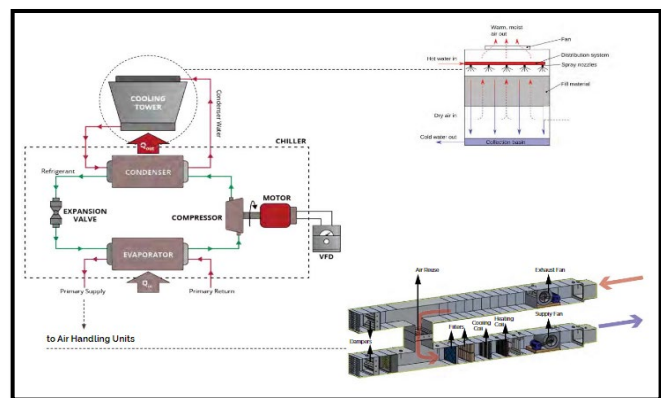 Warm, moist
air out
Fan
Hot water in
Distribution system
Spray nozzles
Fill material
Dry air in
Cold water out
Collection basin
COOLING
TOWER
Condenser Water
Qout
CHILLER
CONDENSER
Refrigerant
MOTOR
COMPRESSOR
EXPANSION
VALVE
VFD
EVAPORATOR
Qin
Primary Supply
Primary Return
to Air Handling Units
Air Reuse
Exhaust Fan
Supply Fan
Heating
Coil
Cooling
Coil
Filters
Dampers